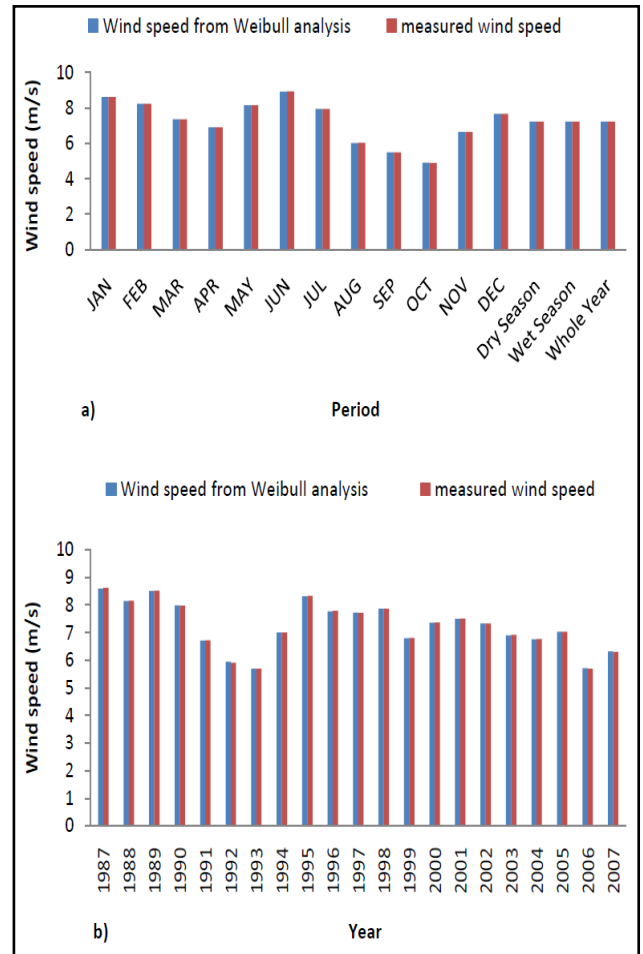 Wind speed from Weibull analysis measured wind speed
Wind speed (m/s)
10
8
6
4
2
0
JAN FEB MAR APR MAY JUN JUL AUG SEP OCT NOV DEC Dry Season Wet Season Whole Year
a) Period
Wind speed from Weibull analysis measured wind speed
Wind speed (m/s)
10
9
8
7
6
5
4
3
2
1
0
1987 1988 1989 1990 1991 1992 1993 1994 1995 1996 1997 1998 1999 2000 2001 2002 2003 2004 2005 2006 2007
b) Year